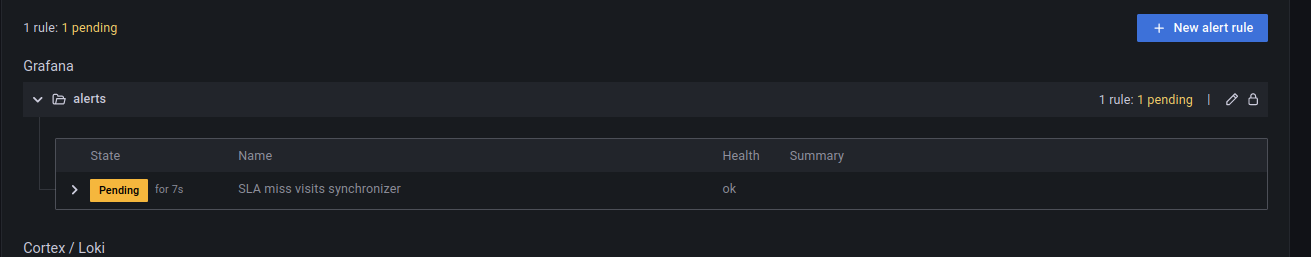 1 rule: 1 pending
New alert rule
Grafana
alerts 1 rule: 1 pending |
State Name Health Summary
Pending for 7s SLA miss visits synchronizer ok
Cortex / Loki